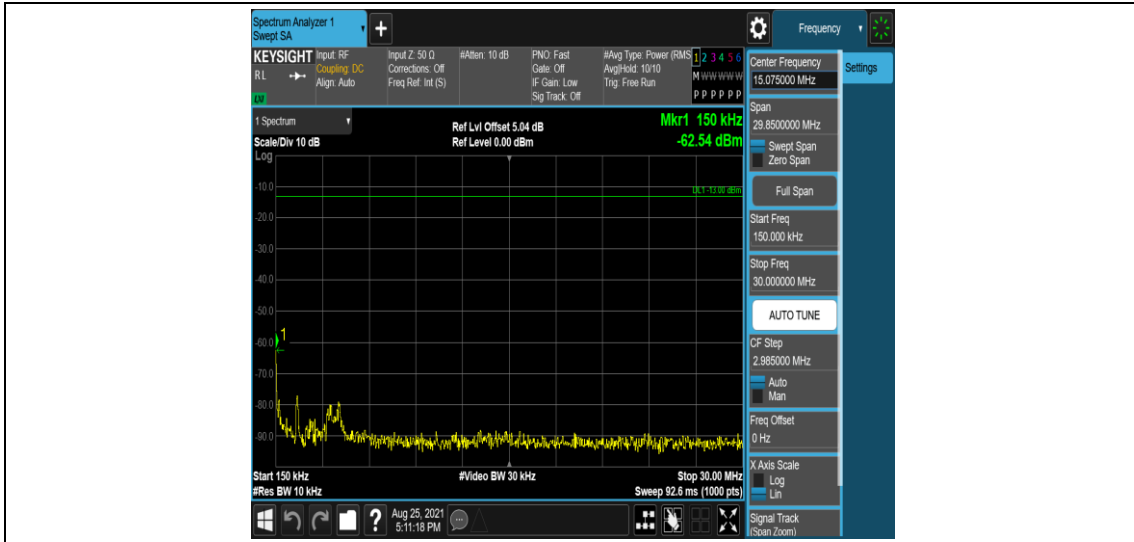 Spectrum Analyzer 1
Swept SA
+
Frequency
KEYSIGHT
RL
Input: RF
Coupling: DC
Align: Auto
Input Z: 50 Ω
Corrections: Off
Freq Ref: Int (S)
#Atten: 10 dB
PNO: Fast
Gate: Off
IF Gain: Low
Sig Track: Off
#Avg Type: Power (RMS
Avg|Hold: 10/10
Trig: Free Run
1 2 3 4 5 6
M W W W W W
P P P P P P
1 Spectrum
Scale/Div 10 dB
Log
Ref Lvl Offset 5.04 dB
Ref Level 0.00 dBm
Mkr1 150 kHz
-62.54 dBm
-10.0
DL1 -13.00 dBm
-20.0
-30.0
-40.0
-50.0
-60.0
1
-70.0
-80.0
-90.0
Start 150 kHz
#Res BW 10 kHz
#Video BW 30 kHz
Stop 30.00 MHz
Sweep 92.6 ms (1000 pts)
Center Frequency
15.075000 MHz
Settings
Span
29.8500000 MHz
Swept Span
Zero Span
Full Span
Start Freq
150.000 kHz
Stop Freq
30.000000 MHz
AUTO TUNE
CF Step
2.985000 MHz
Auto
Man
Freq Offset
0 Hz
X Axis Scale
Log
Lin
Signal Track
(Span Zoom)
?
Aug 25, 2021
5:11:18 PM